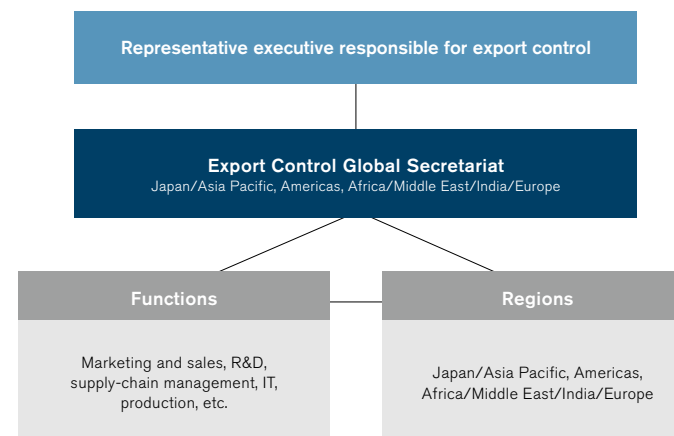 Representative executive responsible for export control
Export Control Global Secretariat
Japan/Asia Pacific, Americas, Africa/Middle East/India/Europe
Functions
Marketing and sales, R&D,
supply-chain management, IT,
production, etc.
Regions
Japan/Asia Pacific, Americas,
Africa/Middle East/India/Europe